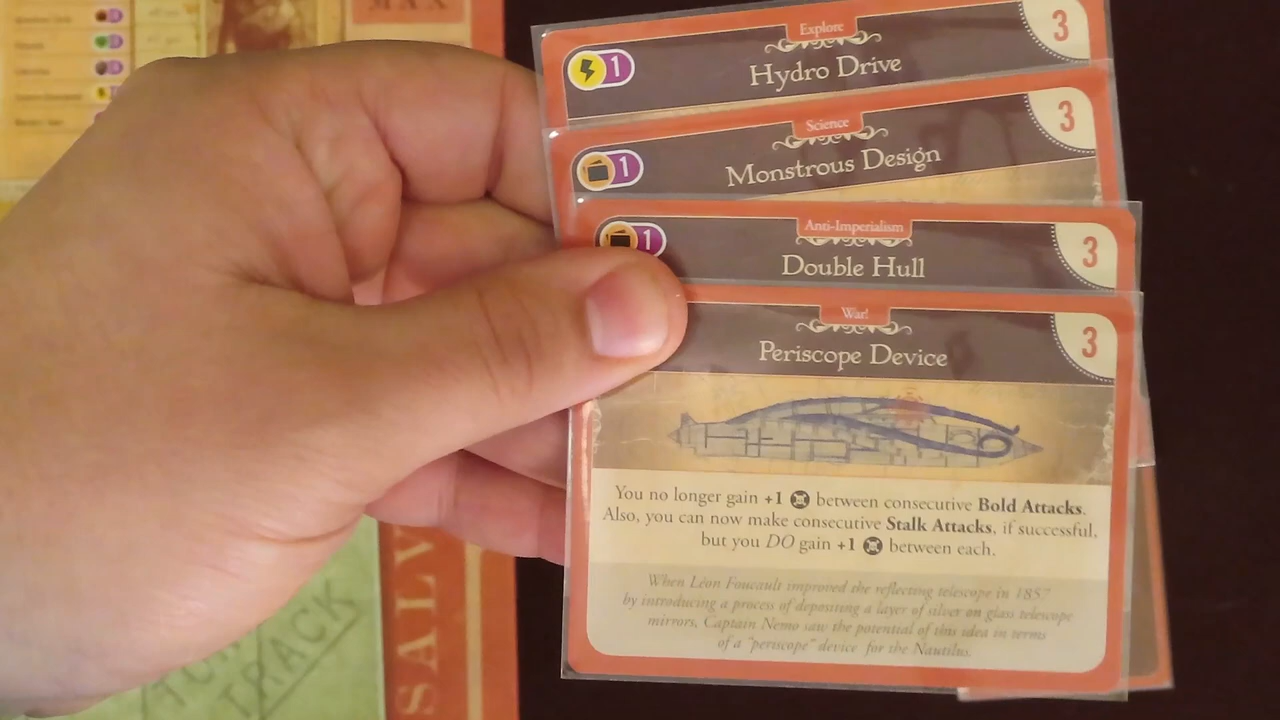 MAX
Explore
Hydro Drive
1
3
Science
Monstrous Design
1
3
Anti-Imperialism
Double Hull
1
3
War!
Periscope Device
3
You no longer gain +1 between consecutive Bold Attacks.
Also, you can now make consecutive Stalk Attacks, if successful,
but you DO gain +1 between each.
When Léon Foucault improved the reflecting telescope in 1857
by introducing a process of depositing a layer of silver on glass telescope
mirrors, Captain Nemo saw the potential of this idea in terms
of a "periscope" device for the Nautilus.
SALV
TRACK